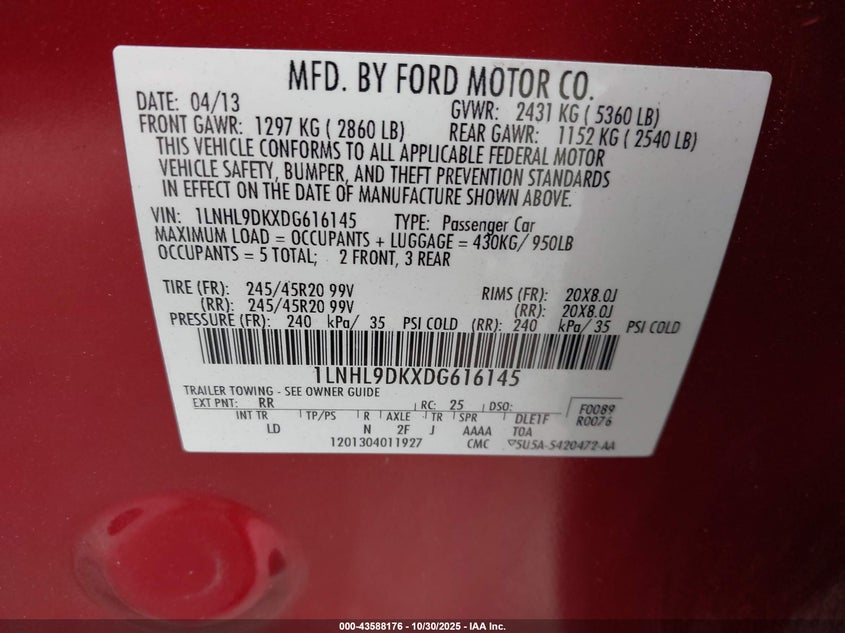 MFD. BY FORD MOTOR CO.
DATE: 04/13 GVWR: 2431 KG ( 5360 LB)
FRONT GAWR: 1297 KG ( 2860 LB) REAR GAWR: 1152 KG ( 2540 LB)
THIS VEHICLE CONFORMS TO ALL APPLICABLE FEDERAL MOTOR
VEHICLE SAFETY, BUMPER, AND THEFT PREVENTION STANDARDS
IN EFFECT ON THE DATE OF MANUFACTURE SHOWN ABOVE.
VIN: 1LNHL9DKXDG616145 TYPE: Passenger Car
MAXIMUM LOAD = OCCUPANTS + LUGGAGE = 430KG/ 950LB
OCCUPANTS = 5 TOTAL; 2 FRONT, 3 REAR
TIRE (FR): 245/45R20 99V RIMS (FR): 20X8.0J
(RR): 245/45R20 99V (RR): 20X8.0J
PRESSURE (FR): 240 kPa/ 35 PSI COLD (RR): 240 kPa/ 35 PSI COLD
1LNHL9DKXDG616145
TRAILER TOWING - SEE OWNER GUIDE
EXT PNT: RR RC: 25 DSO: F0089
INT TR TP/PS R AXLE TR SPR DLETF R0076
LD N 2F J AAAA TOA
1201304011927 CMC 5U5A-5420472-AA
000-43588176 - 10/30/2025 - IAA Inc.